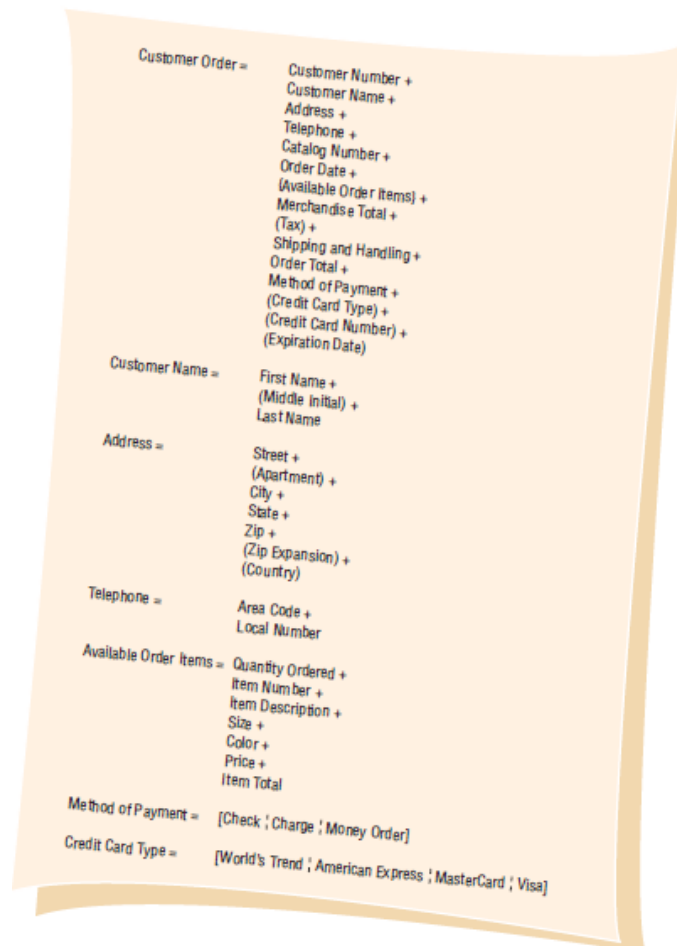 Customer Order = Customer Number +
Customer Name +
Address +
Telephone +
Catalog Number +
Order Date +
{Available Order Items} +
Merchandise Total +
(Tax) +
Shipping and Handling +
Order Total +
Method of Payment +
(Credit Card Type) +
(Credit Card Number) +
(Expiration Date)
Customer Name = First Name +
(Middle Initial) +
Last Name
Address = Street +
(Apartment) +
City +
State +
Zip +
(Zip Expansion) +
(Country)
Telephone = Area Code +
Local Number
Available Order Items = Quantity Ordered +
Item Number +
Item Description +
Size +
Color +
Price +
Item Total
Method of Payment = [Check ¦ Charge ¦ Money Order]
Credit Card Type = [World's Trend ¦ American Express ¦ MasterCard ¦ Visa]